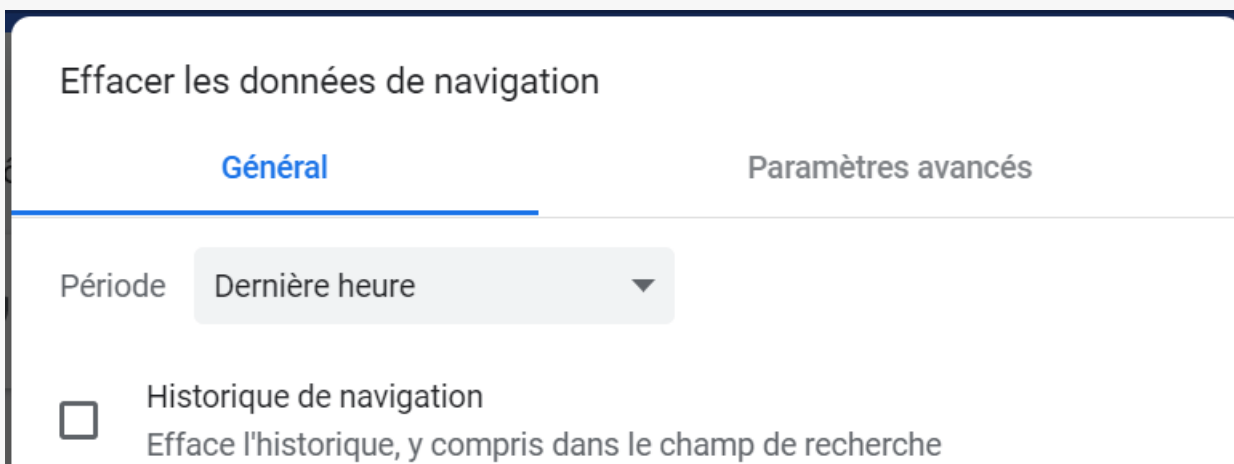 Effacer les données de navigation
Général Paramètres avancés
Période Dernière heure
Historique de navigation
Efface l'historique, y compris dans le champ de recherche